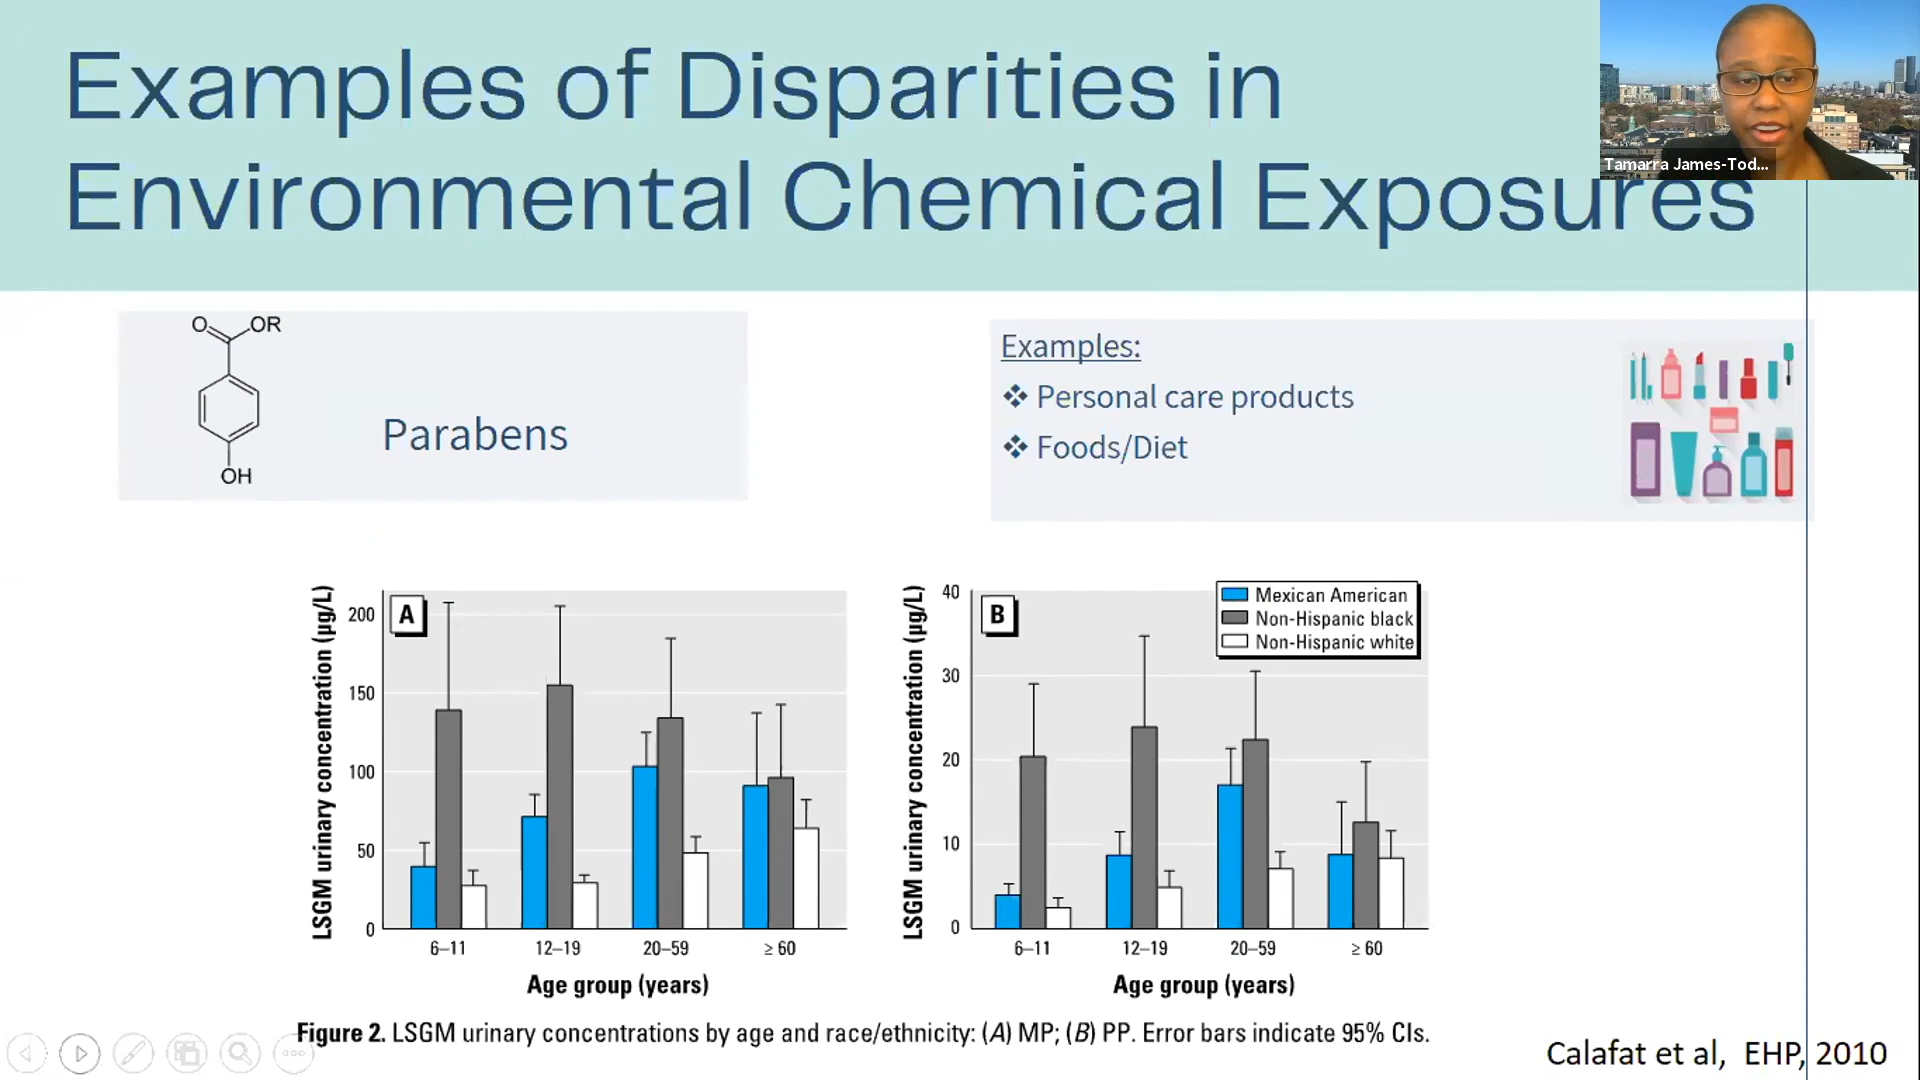 Examples of Disparities in
Environmental Chemical Exposures
Tamarra James-Tod...
O
OR
OH
Parabens
Examples:
❖ Personal care products
❖ Foods/Diet
LSGM urinary concentration (µg/L)
A
200
150
100
50
0
6–11 12–19 20–59 ≥ 60
Age group (years)
LSGM urinary concentration (µg/L)
B
40
30
20
10
0
Mexican American
Non-Hispanic black
Non-Hispanic white
6–11 12–19 20–59 ≥ 60
Age group (years)
Figure 2. LSGM urinary concentrations by age and race/ethnicity: (A) MP; (B) PP. Error bars indicate 95% CIs.
Calafat et al, EHP, 2010